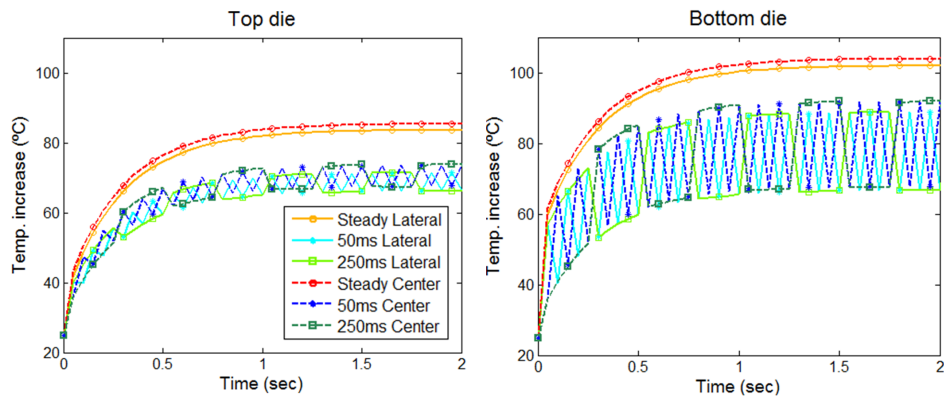 Top die
Temp. increase (ºC)
100
80
60
40
20
0
0.5
1
1.5
2
Time (sec)
Steady Lateral
50ms Lateral
250ms Lateral
Steady Center
50ms Center
250ms Center
Bottom die
Temp. increase (ºC)
100
80
60
40
20
0
0.5
1
1.5
2
Time (sec)